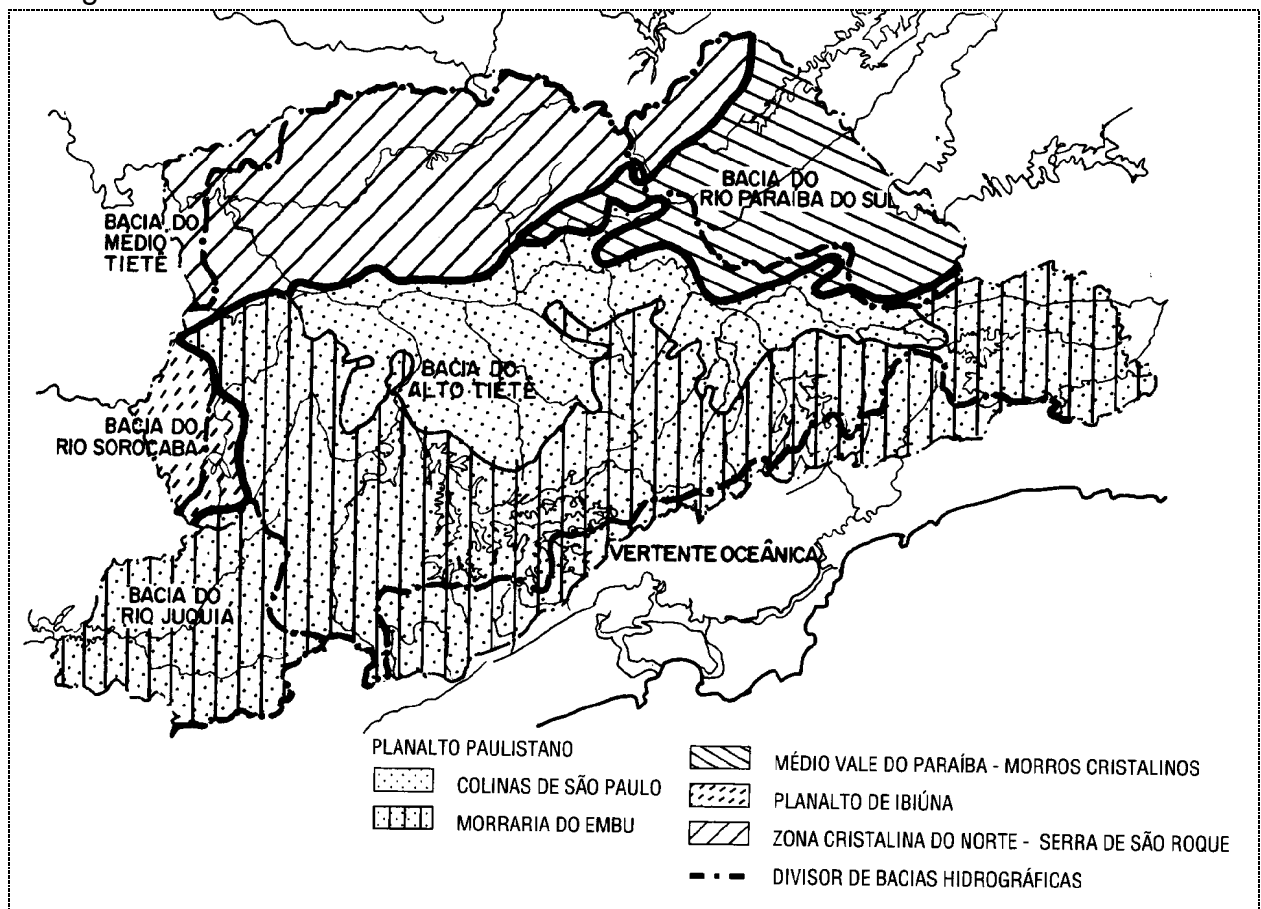 BACIA DO
RIO PARAÍBA DO SUL
BACIA DO
MÉDIO
TIETÊ
BACIA DO
ALTO TIETÊ
BACIA DO
RIO SOROCABA
VERTENTE OCEÂNICA
BACIA DO
RIO JUQUIÁ
PLANALTO PAULISTANO
COLINAS DE SÃO PAULO
MORRARIA DO EMBU
MÉDIO VALE DO PARAÍBA - MORROS CRISTALINOS
PLANALTO DE IBIÚNA
ZONA CRISTALINA DO NORTE - SERRA DE SÃO ROQUE
DIVISOR DE BACIAS HIDROGRÁFICAS